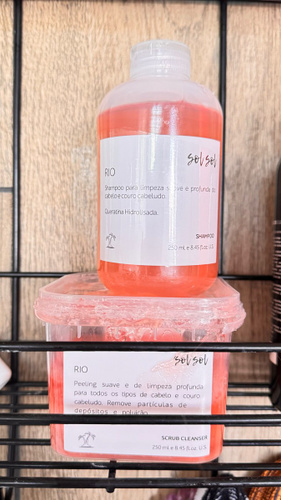 sol sol
RIO
Shampoo para limpeza suave e profunda do
cabelo e couro cabeludo.
Queratina Hidrolisada.
SHAMPOO
250 ml e 8.45 fl.oz. U.S.
sol sol
RIO
Peeling suave e de limpeza profunda
para todos os tipos de cabelo e couro
cabeludo. Remove partículas de
depósitos e poluição.
SCRUB CLEANSER
250 ml e 8.45 fl.oz. U.S.